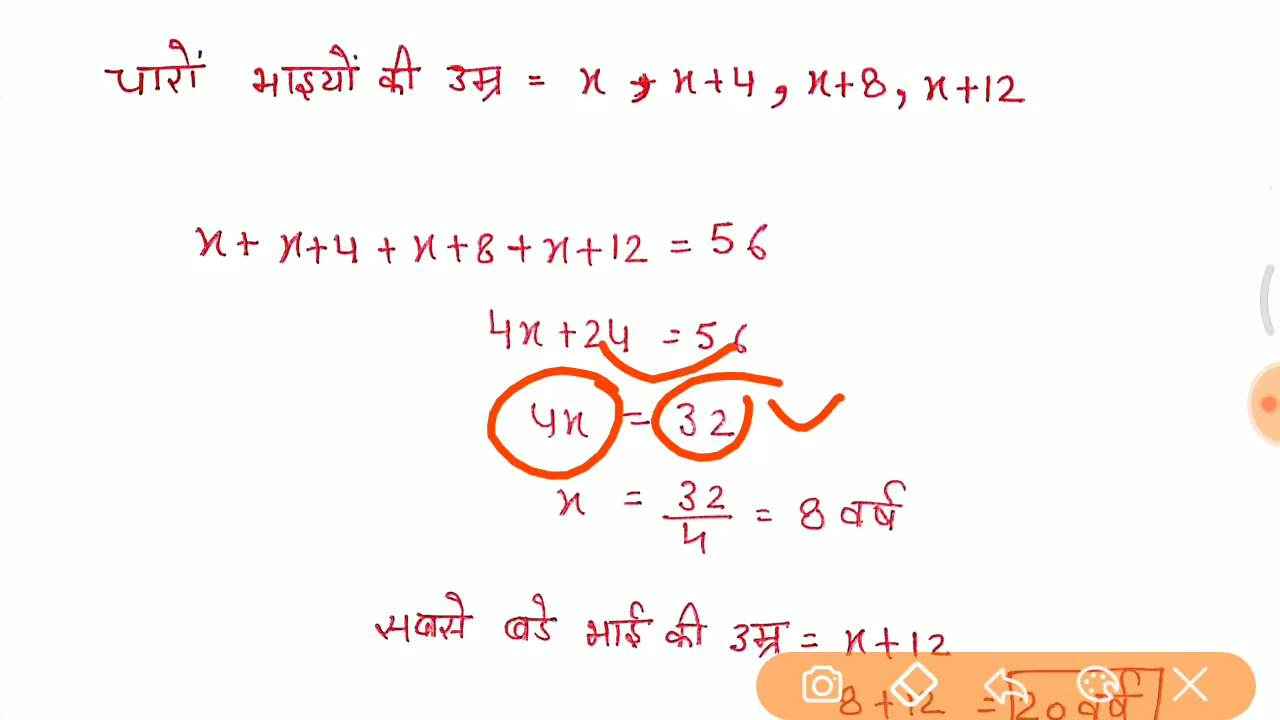 चारों भाइयों की उम्र = x , x+4 , x+8 , x+12
x + x+4 + x+8 + x+12 = 56
4x + 24 = 56
4x = 32
x = 32/4 = 8 वर्ष
सबसे बडे भाई की उम्र = x+12
8+12 = 20 वर्ष